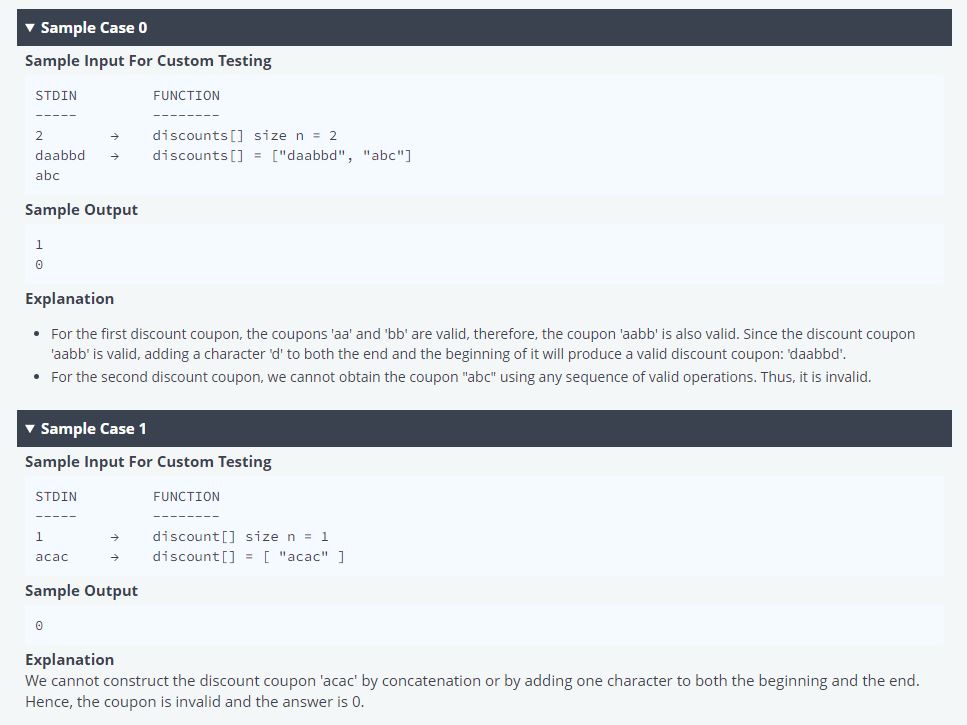 ▼ Sample Case 0
Sample Input For Custom Testing
STDIN FUNCTION
----- --------
2 → discounts[] size n = 2
daabbd → discounts[] = ["daabbd", "abc"]
abc
Sample Output
1
0
Explanation
• For the first discount coupon, the coupons 'aa' and 'bb' are valid, therefore, the coupon 'aabb' is also valid. Since the discount coupon
'aabb' is valid, adding a character 'd' to both the end and the beginning of it will produce a valid discount coupon: 'daabbd'.
• For the second discount coupon, we cannot obtain the coupon "abc" using any sequence of valid operations. Thus, it is invalid.
▼ Sample Case 1
Sample Input For Custom Testing
STDIN FUNCTION
----- --------
1 → discount[] size n = 1
acac → discount[] = [ "acac" ]
Sample Output
0
Explanation
We cannot construct the discount coupon 'acac' by concatenation or by adding one character to both the beginning and the end.
Hence, the coupon is invalid and the answer is 0.